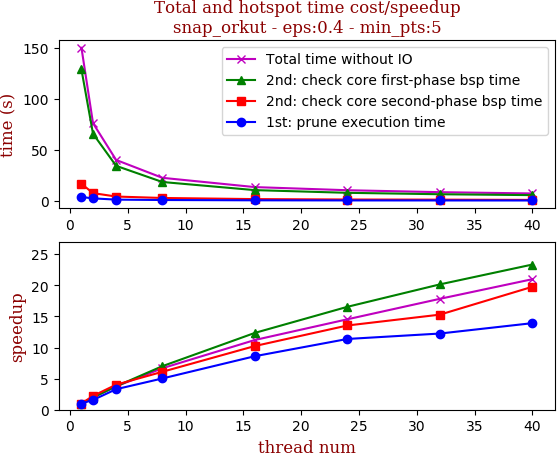 Total and hotspot time cost/speedup
snap_orkut - eps:0.4 - min_pts:5
time (s)
150
100
50
0
Total time without IO
2nd: check core first-phase bsp time
2nd: check core second-phase bsp time
1st: prune execution time
0 5 10 15 20 25 30 35 40
speedup
25
20
15
10
5
0
0 5 10 15 20 25 30 35 40
thread num